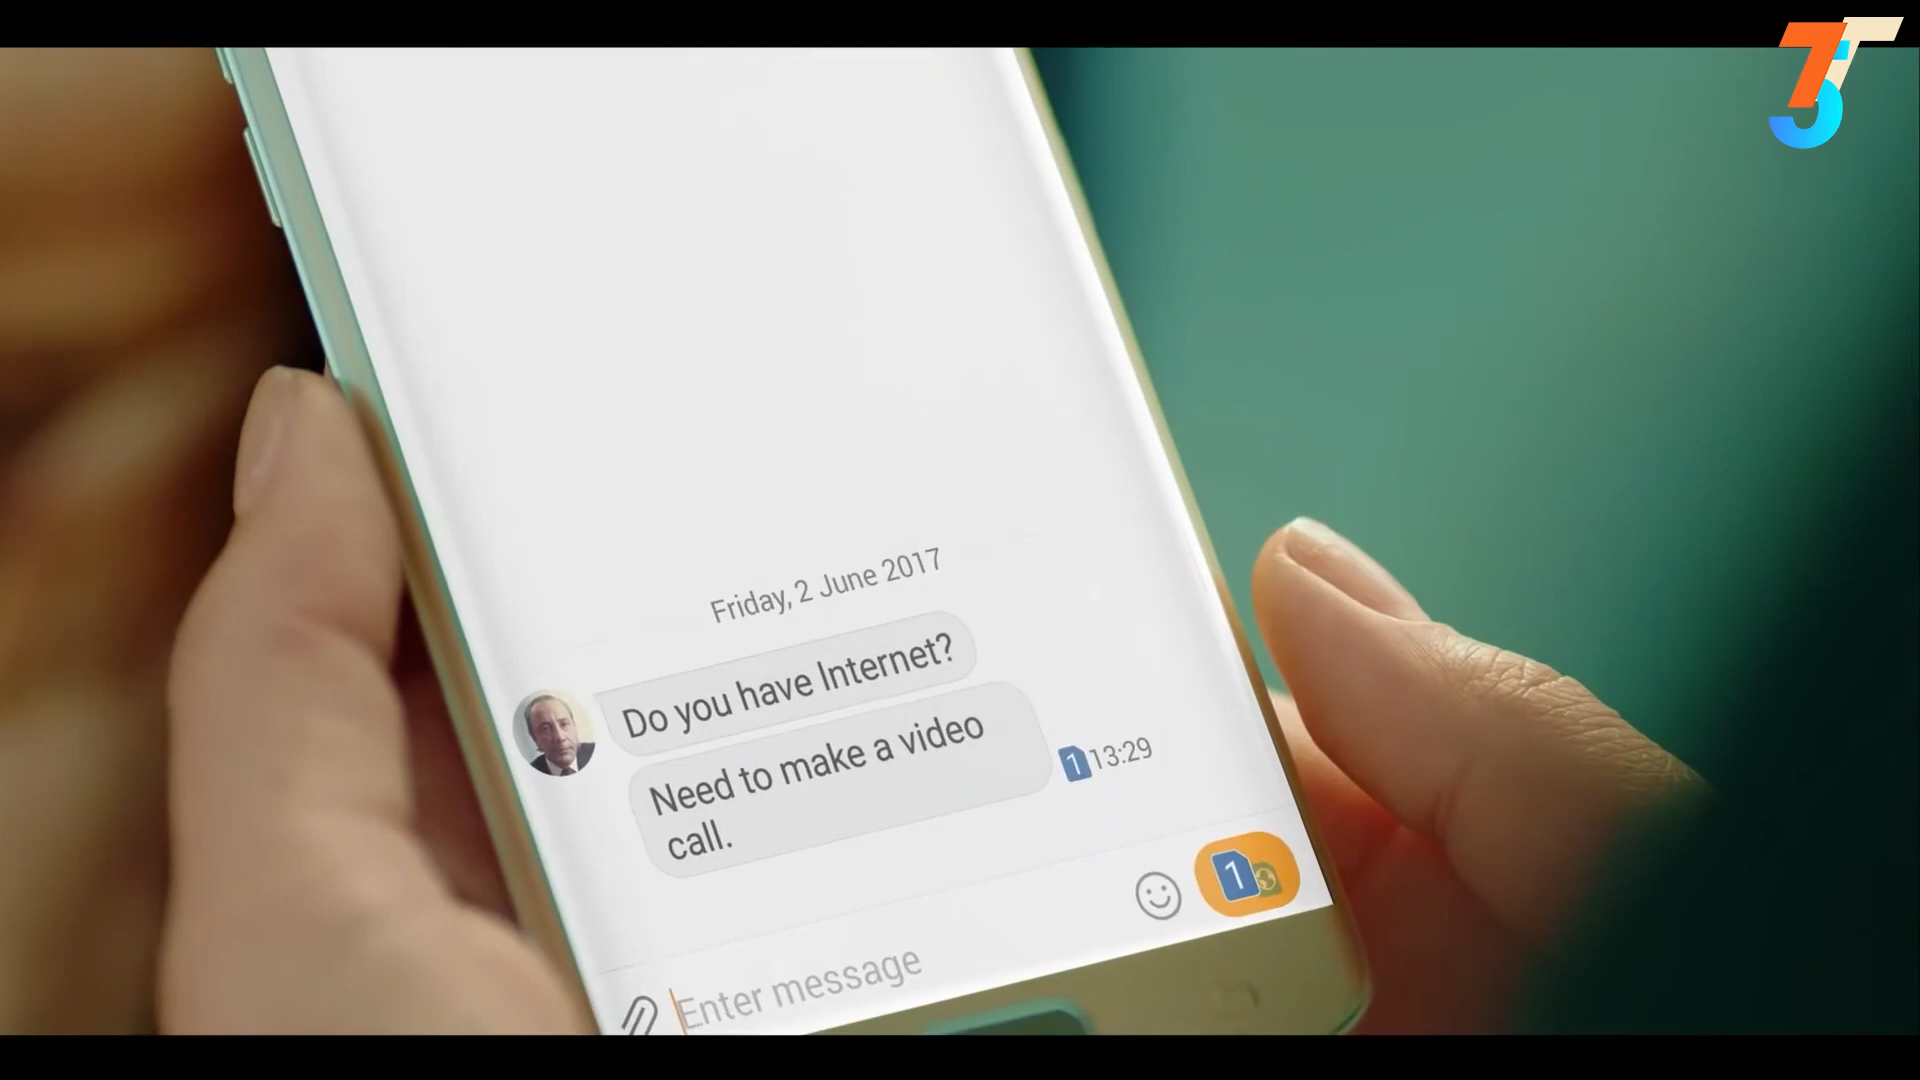 Friday, 2 June 2017
Do you have Internet?
Need to make a video
call.
1 13:29
1
Enter message